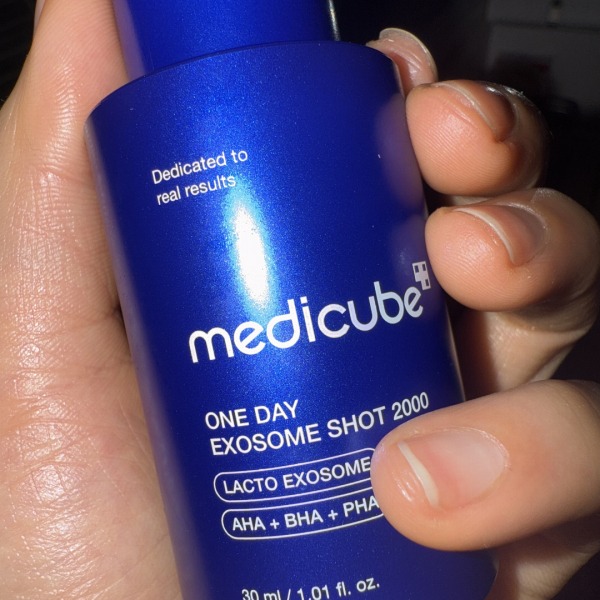 Dedicated to
real results
medicube
ONE DAY
EXOSOME SHOT 2000
LACTO EXOSOME
AHA + BHA + PHA
30 ml / 1.01 fl. oz.